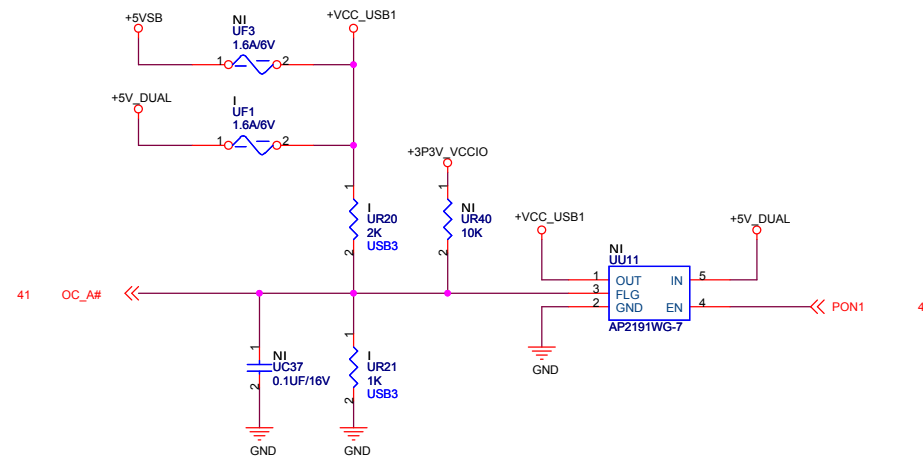 +5VSB
NI
UF3
1.6A/6V
1
2
+VCC_USB1
+5V_DUAL
I
UF1
1.6A/6V
1
2
+3P3V_VCCIO
1
I
UR20
2K
USB3
2
1
NI
UR40
10K
2
+VCC_USB1
+5V_DUAL
NI
UU11
1
OUT
IN
5
3
FLG
2
GND
EN
4
AP2191WG-7
PON1
4
GND
41
OC_A#
1
NI
UC37
0.1UF/16V
2
1
I
UR21
1K
USB3
2
GND
GND